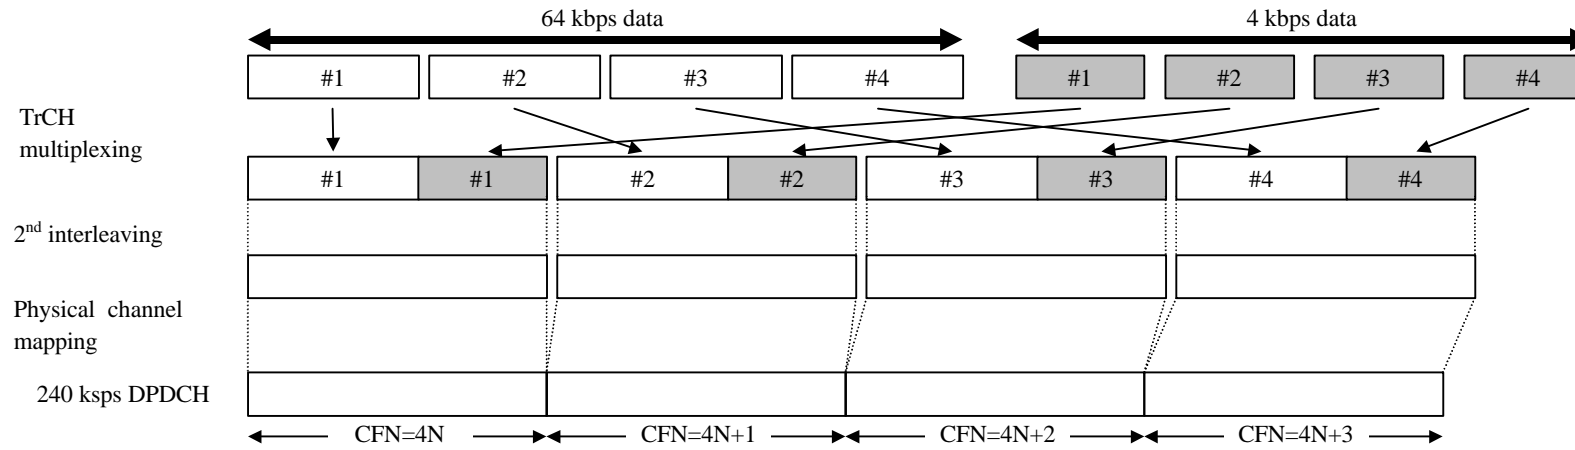 64 kbps data 4 kbps data
#1 #2 #3 #4 #1 #2 #3 #4
TrCH
multiplexing
#1 #1 #2 #2 #3 #3 #4 #4
2nd interleaving
Physical channel
mapping
240 ksps DPDCH
CFN=4N CFN=4N+1 CFN=4N+2 CFN=4N+3